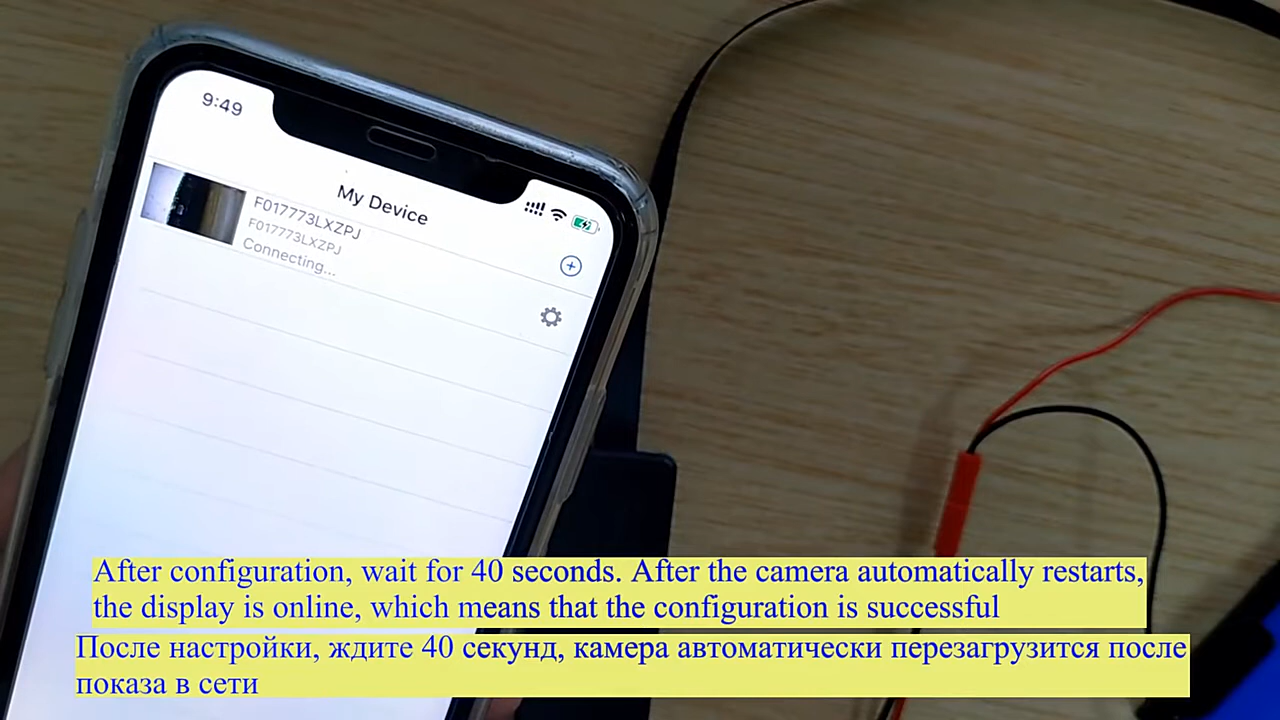 9:49
My Device
F017773LXZPJ
F017773LXZPJ
Connecting...
After configuration, wait for 40 seconds. After the camera automatically restarts,
the display is online, which means that the configuration is successful
После настройки, ждите 40 секунд, камера автоматически перезагрузится после
показа в сети